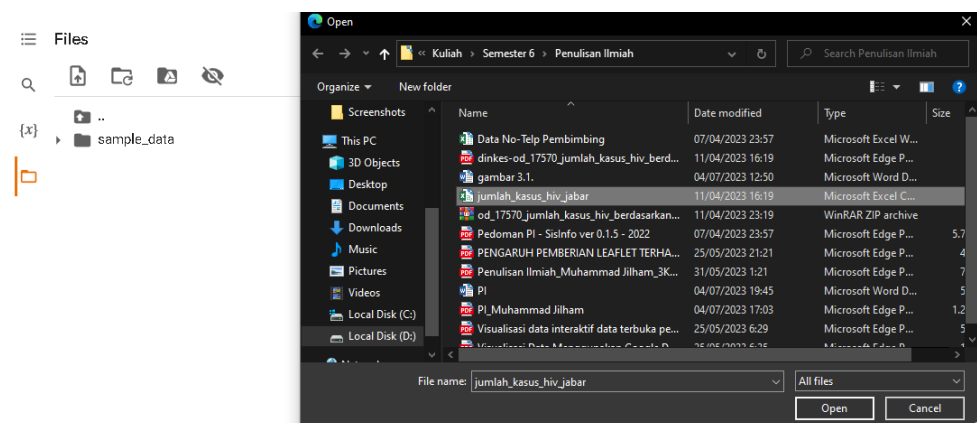 Files
..
{x}
sample_data
Open
« Kuliah › Semester 6 › Penulisan Ilmiah
Search Penulisan Ilmiah
Organize
New folder
Screenshots
This PC
3D Objects
Desktop
Documents
Downloads
Music
Pictures
Videos
Local Disk (C:)
Local Disk (D:)
Name Date modified Type Size
Data No-Telp Pembimbing 07/04/2023 23:57 Microsoft Excel W...
dinkes-od_17570_jumlah_kasus_hiv_berd... 11/04/2023 16:19 Microsoft Edge P...
gambar 3.1. 04/07/2023 12:50 Microsoft Word D...
jumlah_kasus_hiv_jabar 11/04/2023 16:19 Microsoft Excel C...
od_17570_jumlah_kasus_hiv_berdasarkan... 11/04/2023 23:19 WinRAR ZIP archive
Pedoman PI - SisInfo ver 0.1.5 - 2022 07/04/2023 23:57 Microsoft Edge P... 5.7
PENGARUH PEMBERIAN LEAFLET TERHA... 25/05/2023 21:21 Microsoft Edge P... 4
Penulisan Ilmiah_Muhammad Jilham_3K... 31/05/2023 1:21 Microsoft Edge P... 7
PI 04/07/2023 19:45 Microsoft Word D... 5
PI_Muhammad Jilham 04/07/2023 17:03 Microsoft Edge P... 1.2
Visualisasi data interaktif data terbuka pe... 25/05/2023 6:29 Microsoft Edge P... 5
File name: jumlah_kasus_hiv_jabar
All files
Open
Cancel